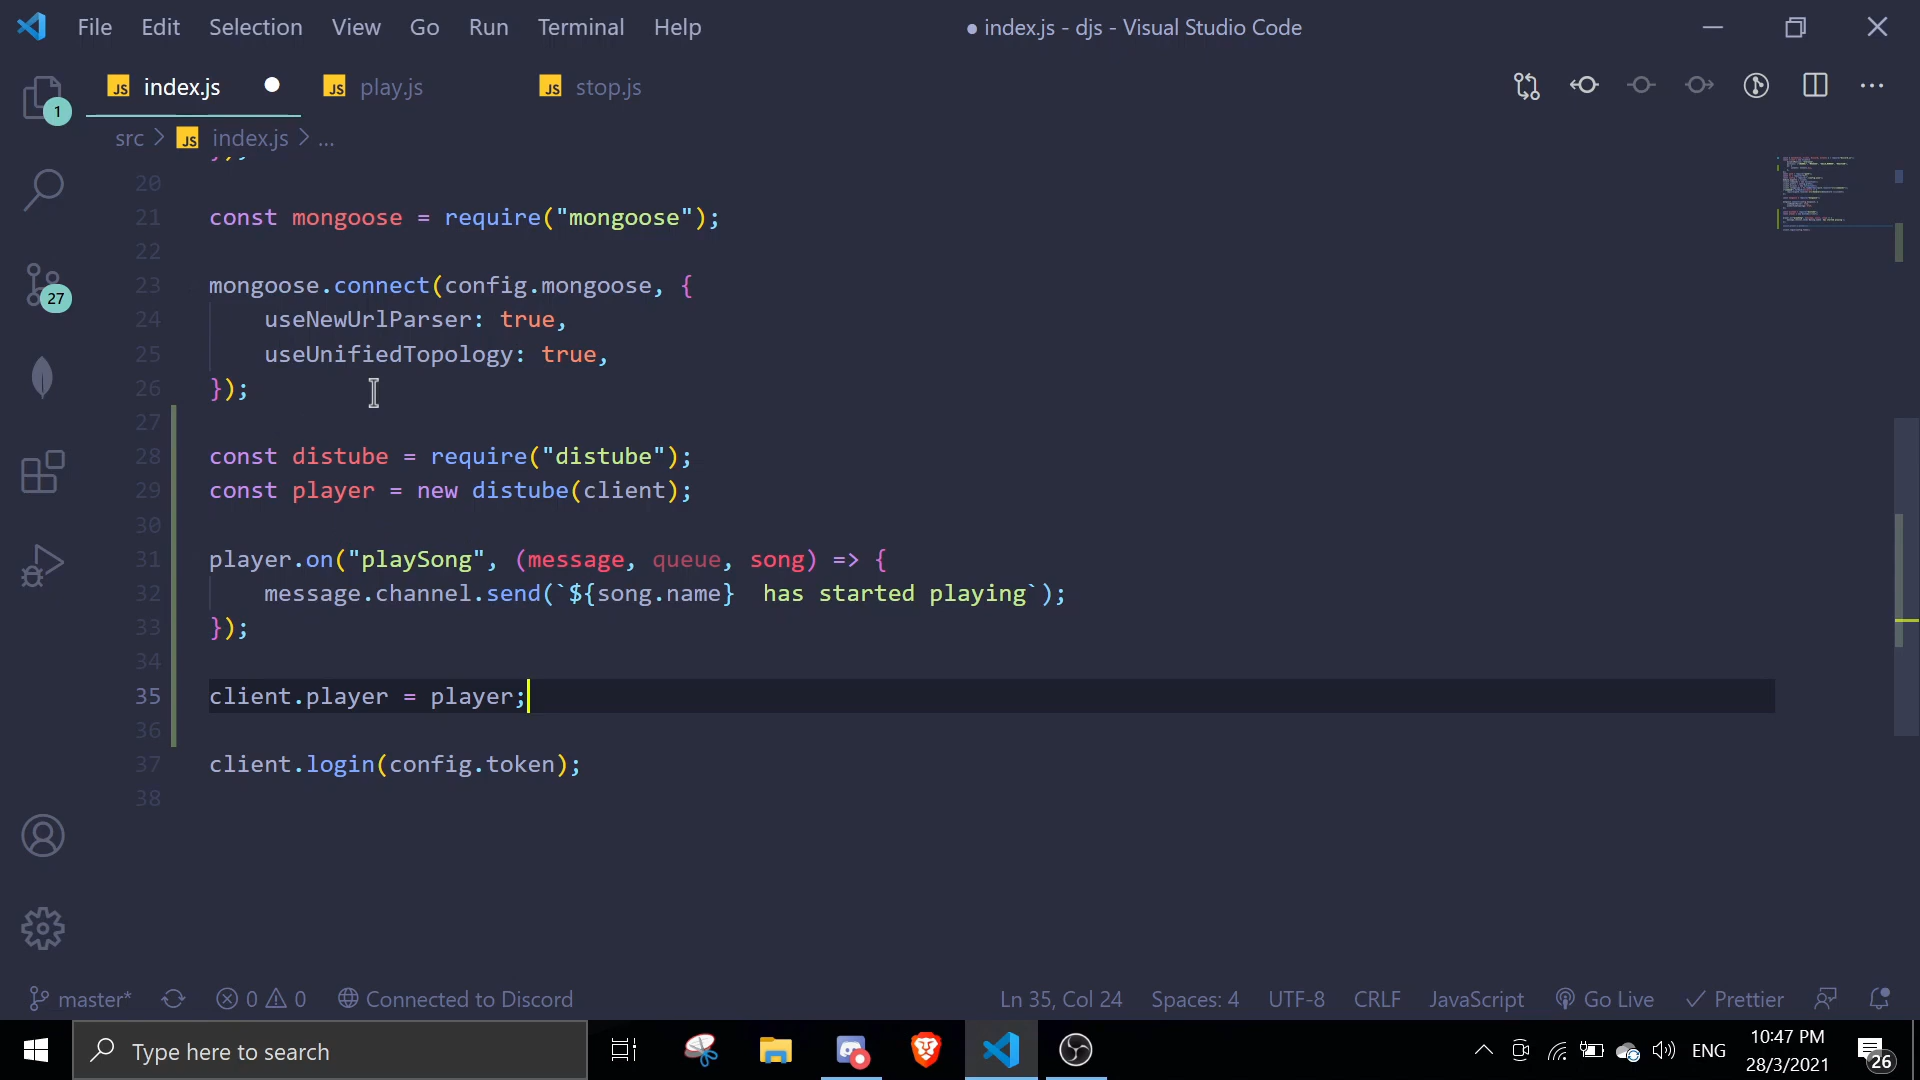 File Edit Selection View Go Run Terminal Help
● index.js - djs - Visual Studio Code
JS index.js ●
JS play.js
JS stop.js
1
src > JS index.js > ...
});
20
21 const mongoose = require("mongoose");
22
23 mongoose.connect(config.mongoose, {
24 useNewUrlParser: true,
25 useUnifiedTopology: true,
26 });
27
28 const distube = require("distube");
29 const player = new distube(client);
30
31 player.on("playSong", (message, queue, song) => {
32 message.channel.send(`${song.name}  has started playing`);
33 });
34
35 client.player = player;
36
37 client.login(config.token);
38
27
master* 0 0 Connected to Discord
Ln 35, Col 24 Spaces: 4 UTF-8 CRLF JavaScript Go Live Prettier
Type here to search
ENG
10:47 PM
28/3/2021
26